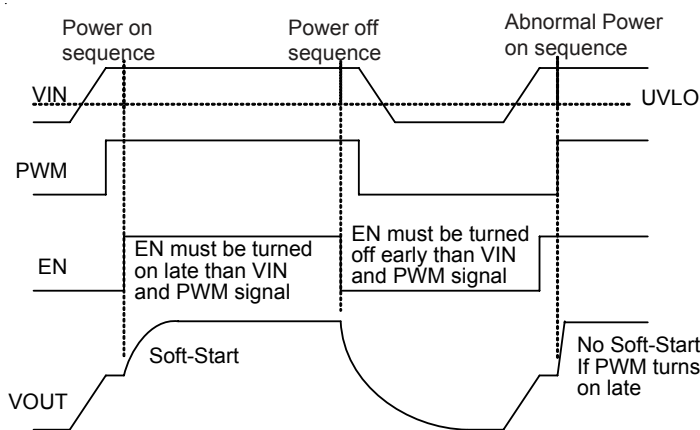 Power on
sequence
Power off
sequence
Abnormal Power
on sequence
VIN
UVLO
PWM
EN
EN must be turned
on late than VIN
and PWM signal
EN must be turned
off early than VIN
and PWM signal
VOUT
Soft-Start
No Soft-Start
If PWM turns
on late